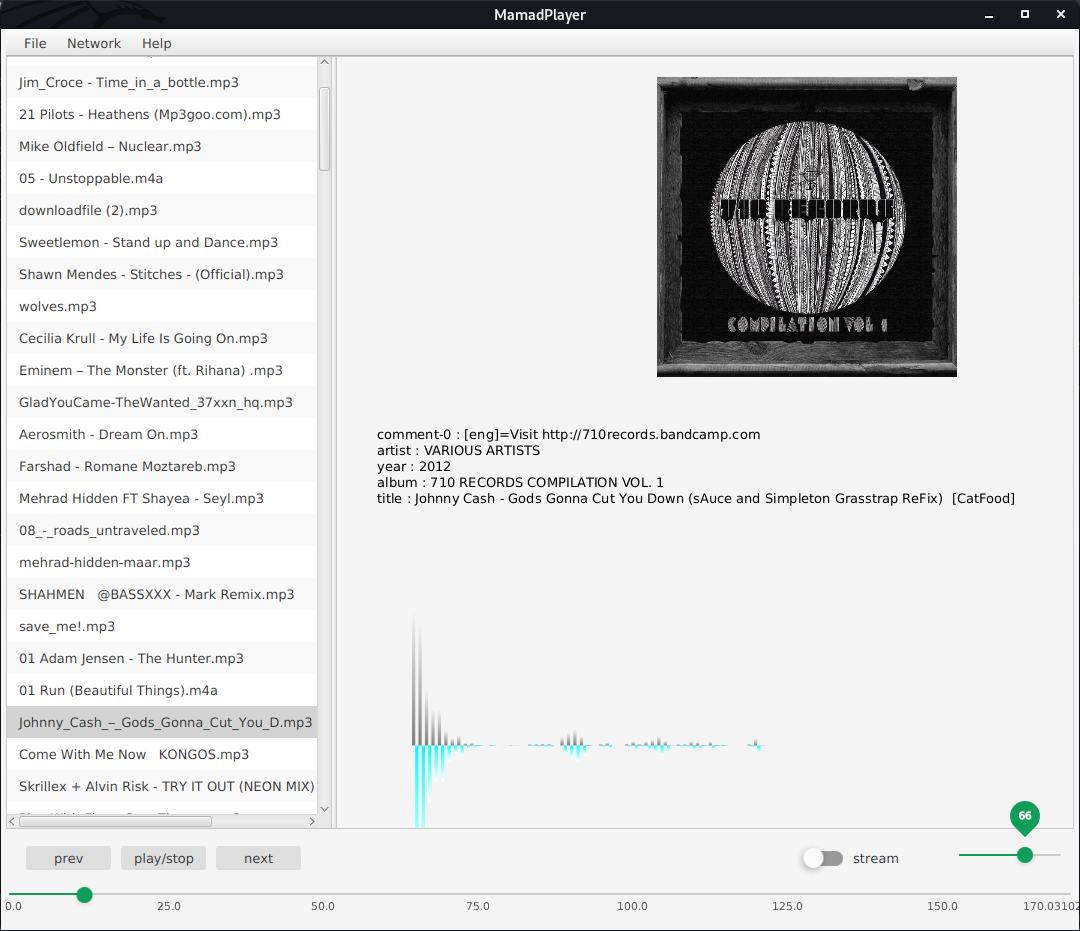 MamadPlayer
File Network Help
Jim_Croce - Time_in_a_bottle.mp3
21 Pilots - Heathens (Mp3goo.com).mp3
Mike Oldfield – Nuclear.mp3
05 - Unstoppable.m4a
downloadfile (2).mp3
Sweetlemon - Stand up and Dance.mp3
Shawn Mendes - Stitches - (Official).mp3
wolves.mp3
Cecilia Krull - My Life Is Going On.mp3
Eminem – The Monster (ft. Rihana) .mp3
GladYouCame-TheWanted_37xxn_hq.mp3
Aerosmith - Dream On.mp3
Farshad - Romane Moztareb.mp3
Mehrad Hidden FT Shayea - Seyl.mp3
08_-_roads_untraveled.mp3
mehrad-hidden-maar.mp3
SHAHMEN   @BASSXXX - Mark Remix.mp3
save_me!.mp3
01 Adam Jensen - The Hunter.mp3
01 Run (Beautiful Things).m4a
Johnny_Cash_–_Gods_Gonna_Cut_You_D.mp3
Come With Me Now   KONGOS.mp3
Skrillex + Alvin Risk - TRY IT OUT (NEON MIX)
710 RECORDS
COMPILATION VOL 1
comment-0 : [eng]=Visit http://710records.bandcamp.com
artist : VARIOUS ARTISTS
year : 2012
album : 710 RECORDS COMPILATION VOL. 1
title : Johnny Cash - Gods Gonna Cut You Down (sAuce and Simpleton Grasstrap ReFix)  [CatFood]
66
prev play/stop next stream
0.0 25.0 50.0 75.0 100.0 125.0 150.0 170.03102